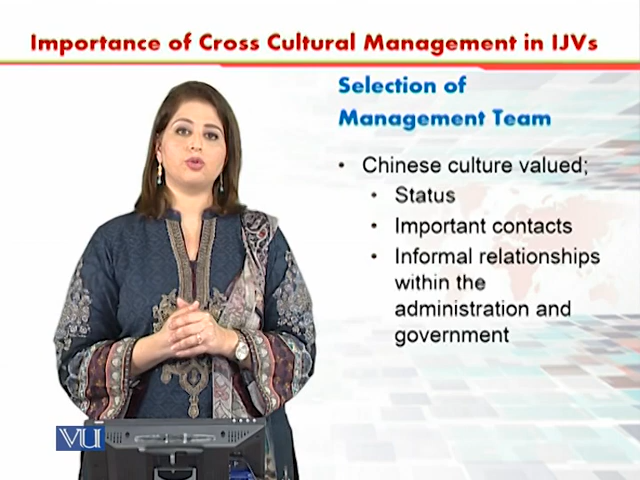 Importance of Cross Cultural Management in IJVs
Selection of
Management Team
• Chinese culture valued;
• Status
• Important contacts
• Informal relationships
within the
administration and
government
VU